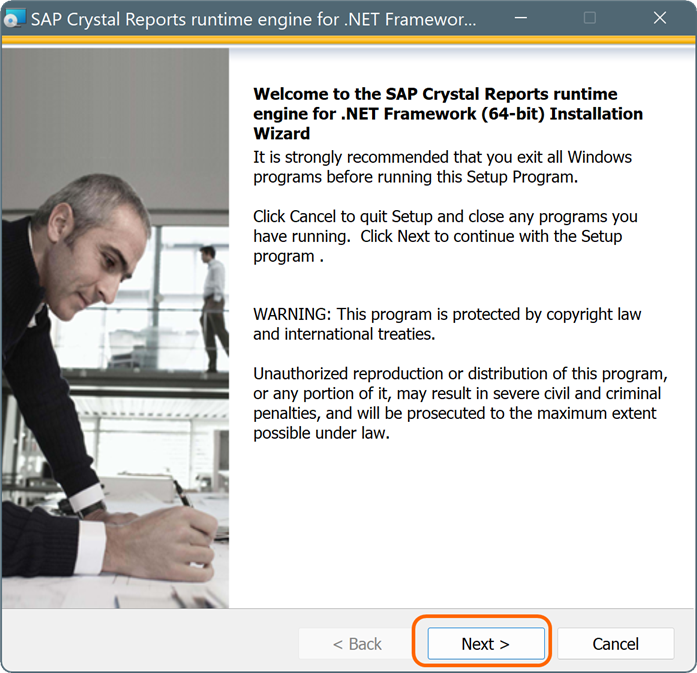 SAP Crystal Reports runtime engine for .NET Framewor...
Welcome to the SAP Crystal Reports runtime
engine for .NET Framework (64-bit) Installation
Wizard
It is strongly recommended that you exit all Windows
programs before running this Setup Program.
Click Cancel to quit Setup and close any programs you
have running.  Click Next to continue with the Setup
program .
WARNING: This program is protected by copyright law
and international treaties.
Unauthorized reproduction or distribution of this program,
or any portion of it, may result in severe civil and criminal
penalties, and will be prosecuted to the maximum extent
possible under law.
< Back
Next >
Cancel